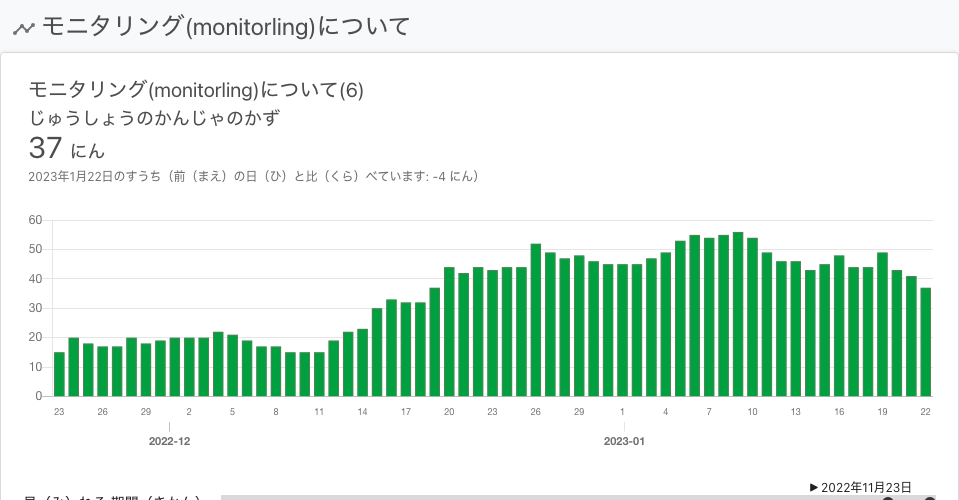 モニタリング(monitorling)について
モニタリング(monitorling)について(6)
じゅうしょうのかんじゃのかず
37 にん
2023年1月22日のすうち（前（まえ）の日（ひ）と比（くら）べています: -4 にん）
60
50
40
30
20
10
0
23 26 29 2 5 8 11 14 17 20 23 26 29 1 4 7 10 13 16 19 22
2022-12 2023-01
▶ 2022年11月23日